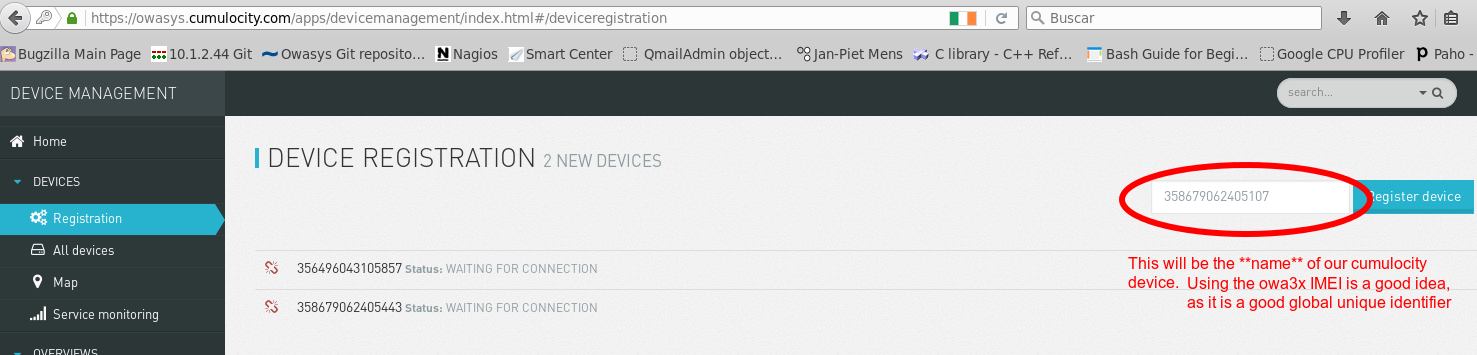 https://owasys.cumulocity.com/apps/devicemanagement/index.html#/deviceregistration
Buscar
Bugzilla Main Page 10.1.2.44 Git Owasys Git reposito... Nagios Smart Center QmailAdmin object... Jan-Piet Mens C library - C++ Ref... Bash Guide for Begi... Google CPU Profiler Paho -
DEVICE MANAGEMENT
search...
Home
DEVICES
Registration
All devices
Map
Service monitoring
OVERVIEWS
DEVICE REGISTRATION 2 NEW DEVICES
358679062405107 Register device
356496043105857 Status: WAITING FOR CONNECTION
358679062405443 Status: WAITING FOR CONNECTION
This will be the **name** of our cumulocity
device. Using the owa3x IMEI is a good idea,
as it is a good global unique identifier